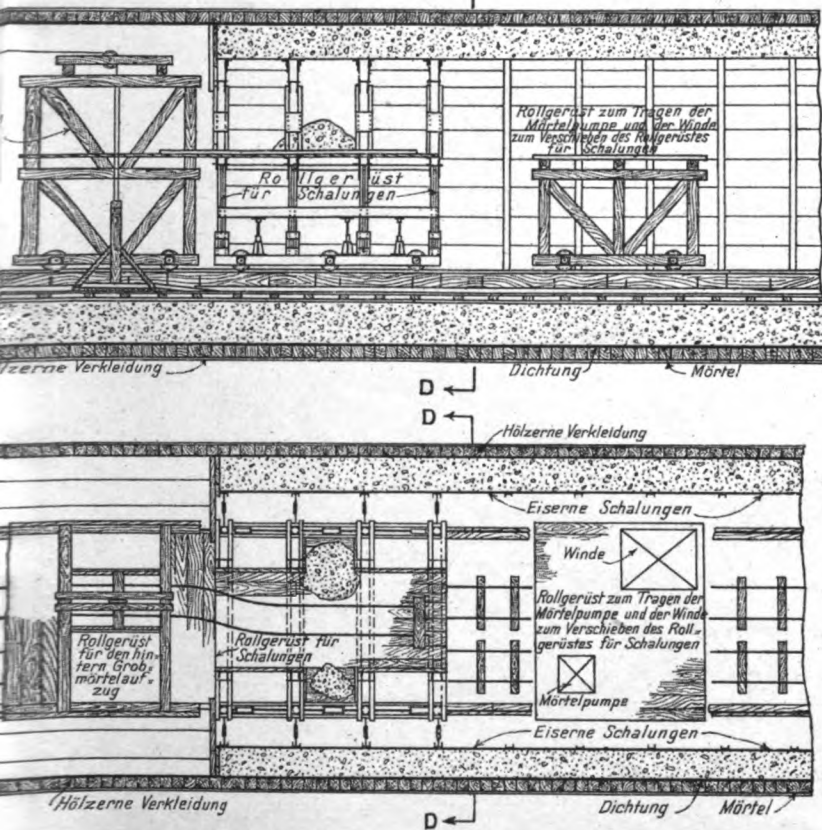 Rollgerüst zum Tragen der
Mörtelpumpe und der Winde
zum Verschieben des Rollgerüstes
für Schalungen
Rollgerüst
für Schalungen
lzerne Verkleidung
Dichtung
Mörtel
D
D
Hölzerne Verkleidung
Eiserne Schalungen
Winde
Rollgerüst zum Tragen der
Mörtelpumpe und der Winde
zum Verschieben des Roll=
gerüstes für Schalungen
Rollgerüst
für den hin=
tern Grob=
mörtelauf=
zug
Rollgerüst für
Schalungen
Mörtelpumpe
Eiserne Schalungen
Hölzerne Verkleidung
Dichtung
Mörtel
D